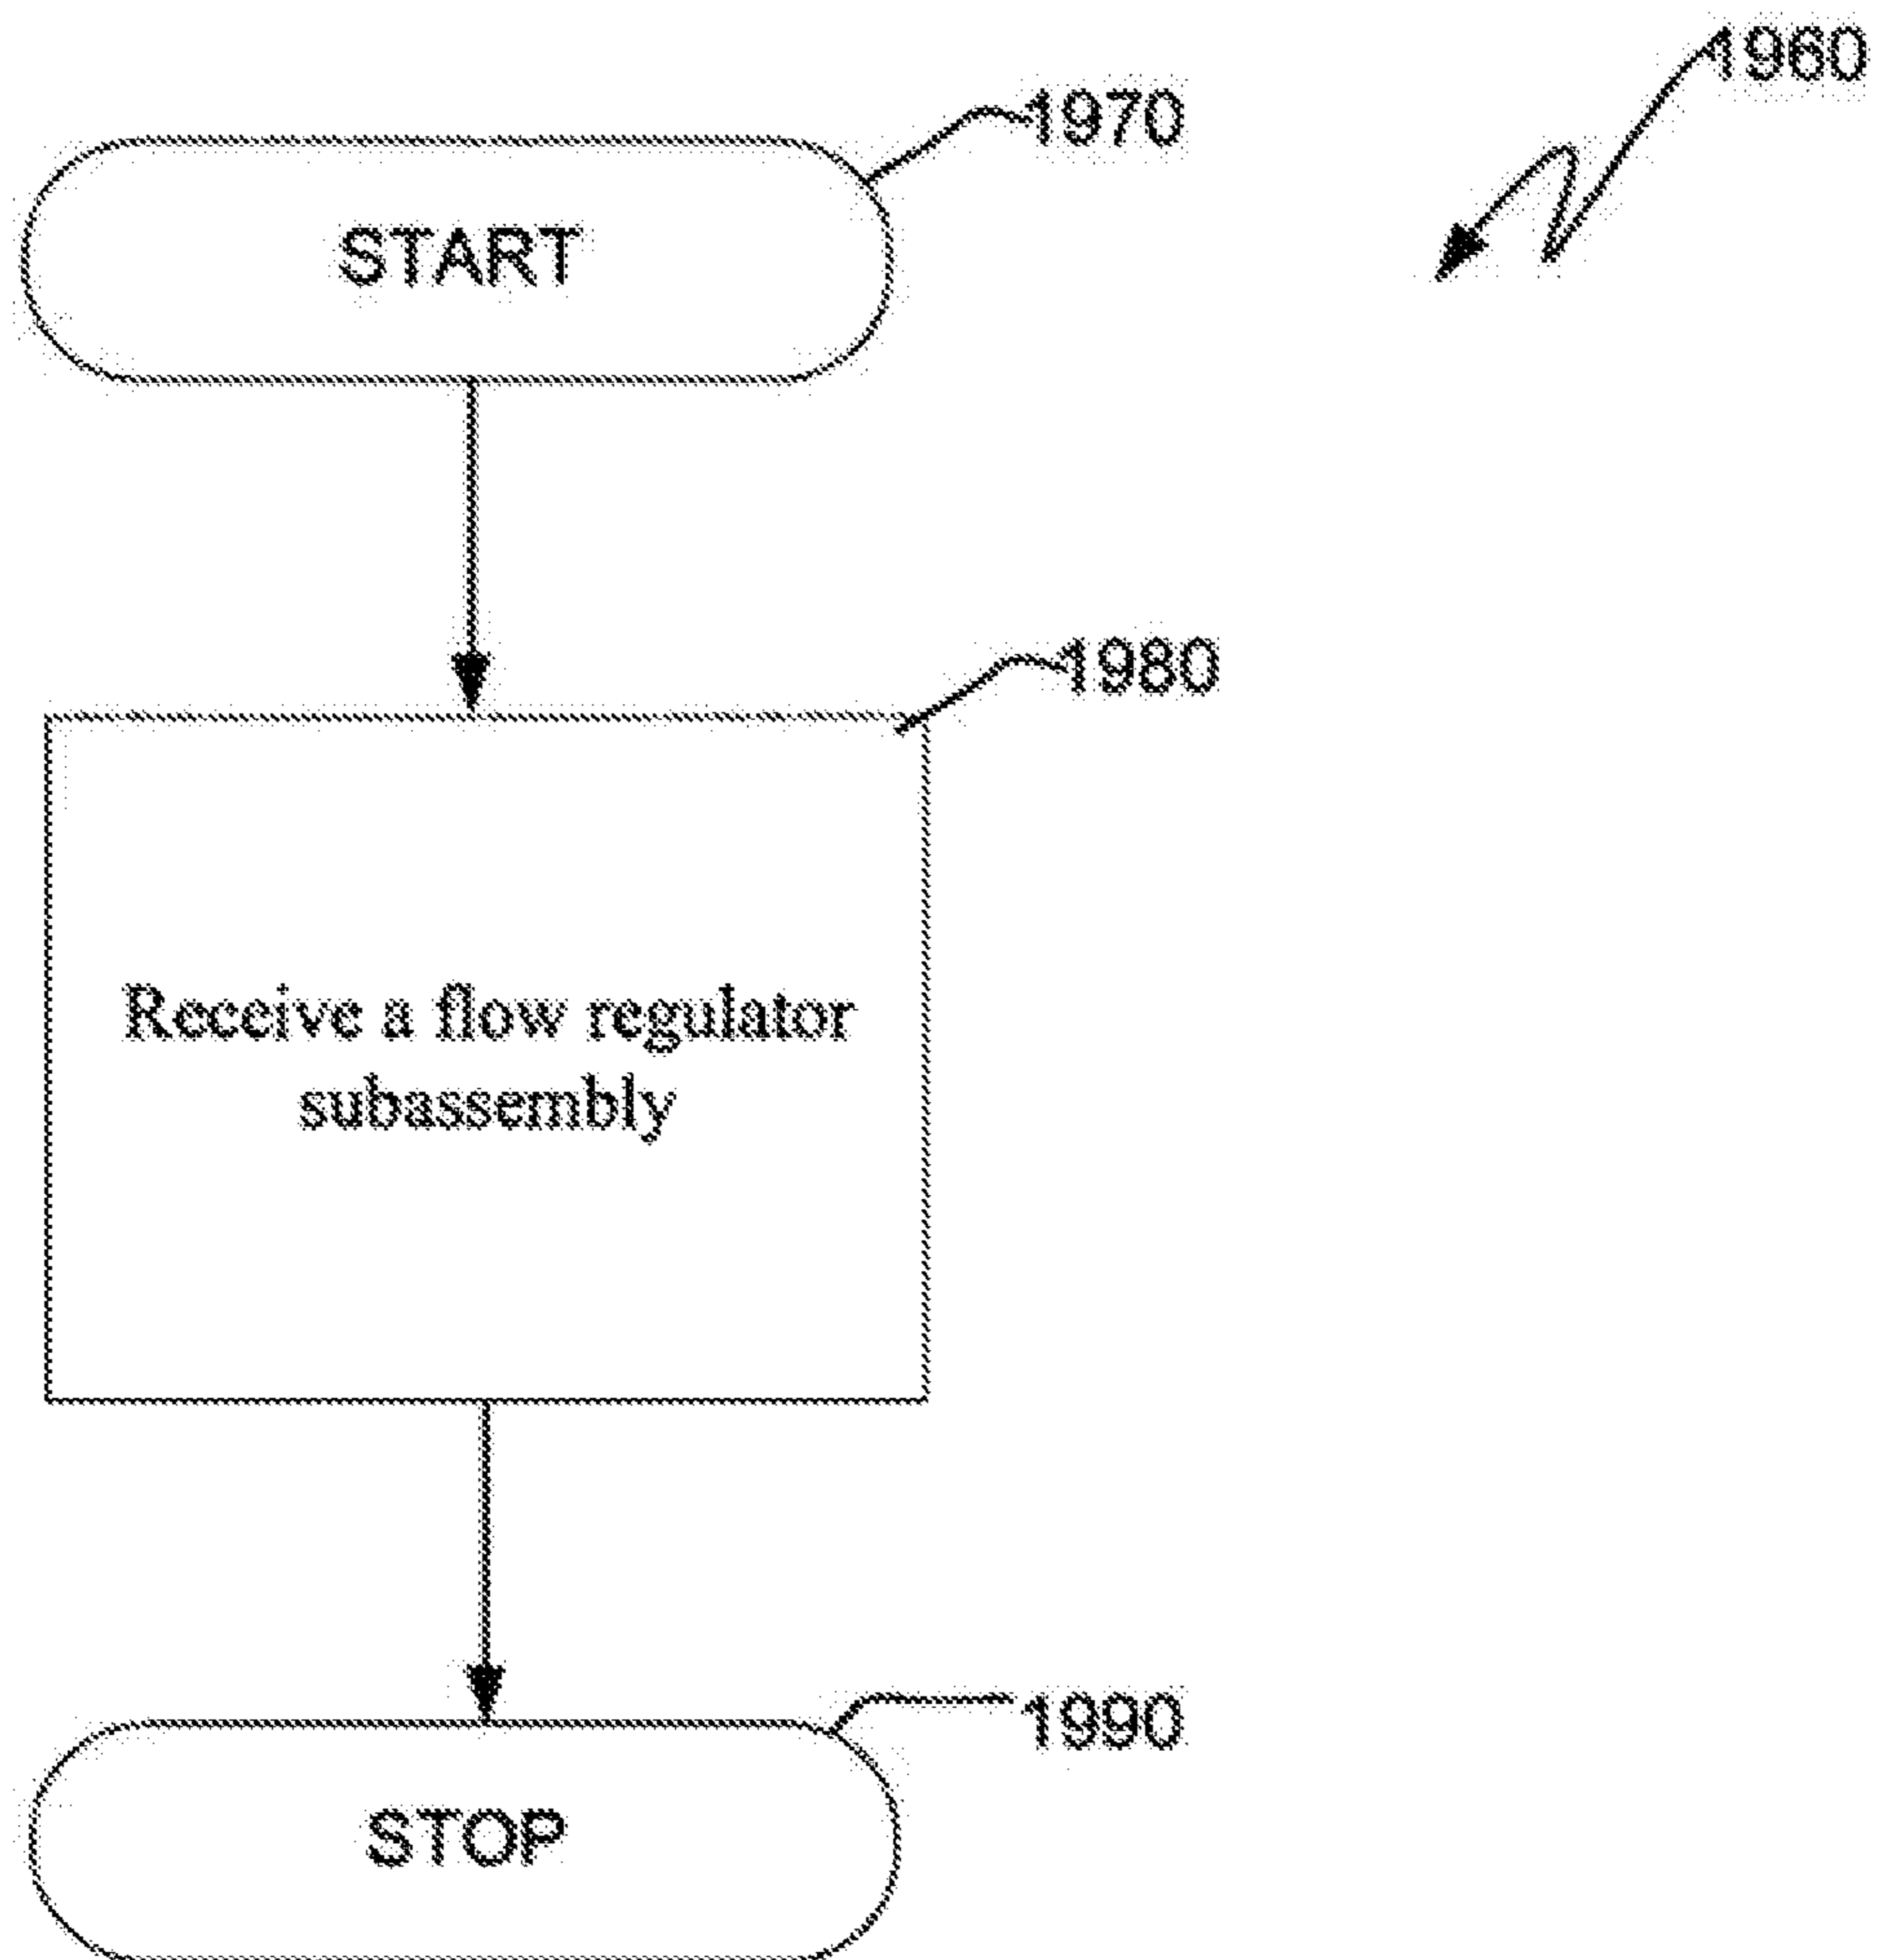 1960
1970
START
1980
Receive a flow regulator
subassembly
1990
STOP